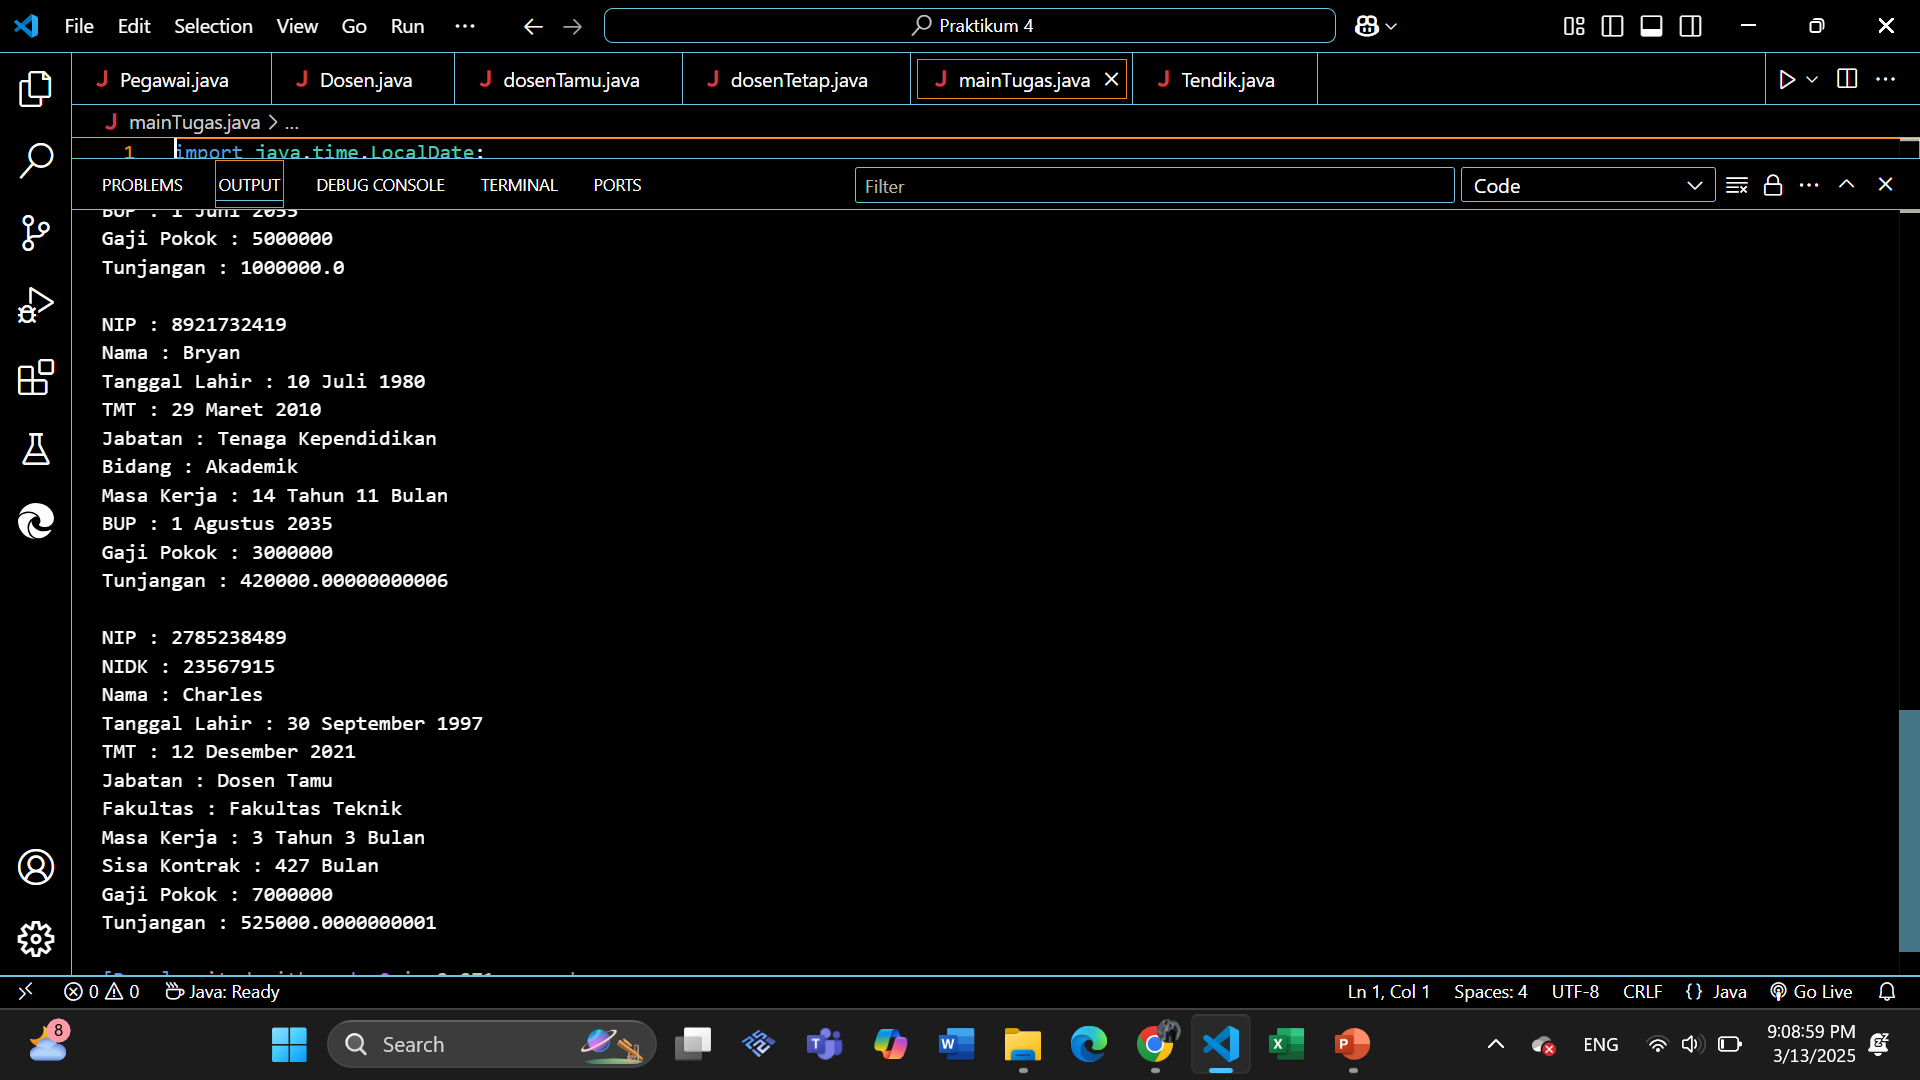 File Edit Selection View Go Run ... Praktikum 4
Pegawai.java Dosen.java dosenTamu.java dosenTetap.java mainTugas.java Tendik.java
mainTugas.java > ...
1 import java.time.LocalDate;
PROBLEMS OUTPUT DEBUG CONSOLE TERMINAL PORTS Filter Code
BUP : 1 Juni 2055
Gaji Pokok : 5000000
Tunjangan : 1000000.0
NIP : 8921732419
Nama : Bryan
Tanggal Lahir : 10 Juli 1980
TMT : 29 Maret 2010
Jabatan : Tenaga Kependidikan
Bidang : Akademik
Masa Kerja : 14 Tahun 11 Bulan
BUP : 1 Agustus 2035
Gaji Pokok : 3000000
Tunjangan : 420000.00000000006
NIP : 2785238489
NIDK : 23567915
Nama : Charles
Tanggal Lahir : 30 September 1997
TMT : 12 Desember 2021
Jabatan : Dosen Tamu
Fakultas : Fakultas Teknik
Masa Kerja : 3 Tahun 3 Bulan
Sisa Kontrak : 427 Bulan
Gaji Pokok : 7000000
Tunjangan : 525000.0000000001
0 0 Java: Ready Ln 1, Col 1 Spaces: 4 UTF-8 CRLF {} Java Go Live
8 Search ENG 9:08:59 PM
3/13/2025